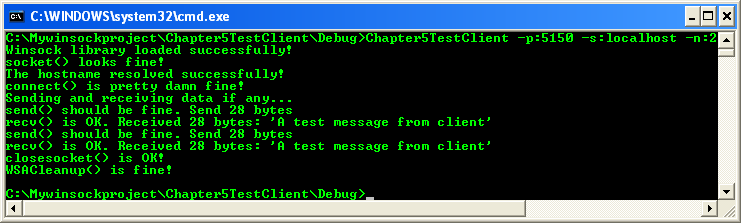 C:\WINDOWS\system32\cmd.exe
C:\Mywinsockproject\Chapter5TestClient\Debug>Chapter5TestClient -p:5150 -s:localhost -n:2
Winsock library loaded successfully!
socket() looks fine!
The hostname resolved successfully!
connect() is pretty damn fine!
Sending and receiving data if any...
send() should be fine. Send 28 bytes
recv() is OK. Received 28 bytes: 'A test message from client'
send() should be fine. Send 28 bytes
recv() is OK. Received 28 bytes: 'A test message from client'
closesocket() is OK!
WSACleanup() is fine!
C:\Mywinsockproject\Chapter5TestClient\Debug>